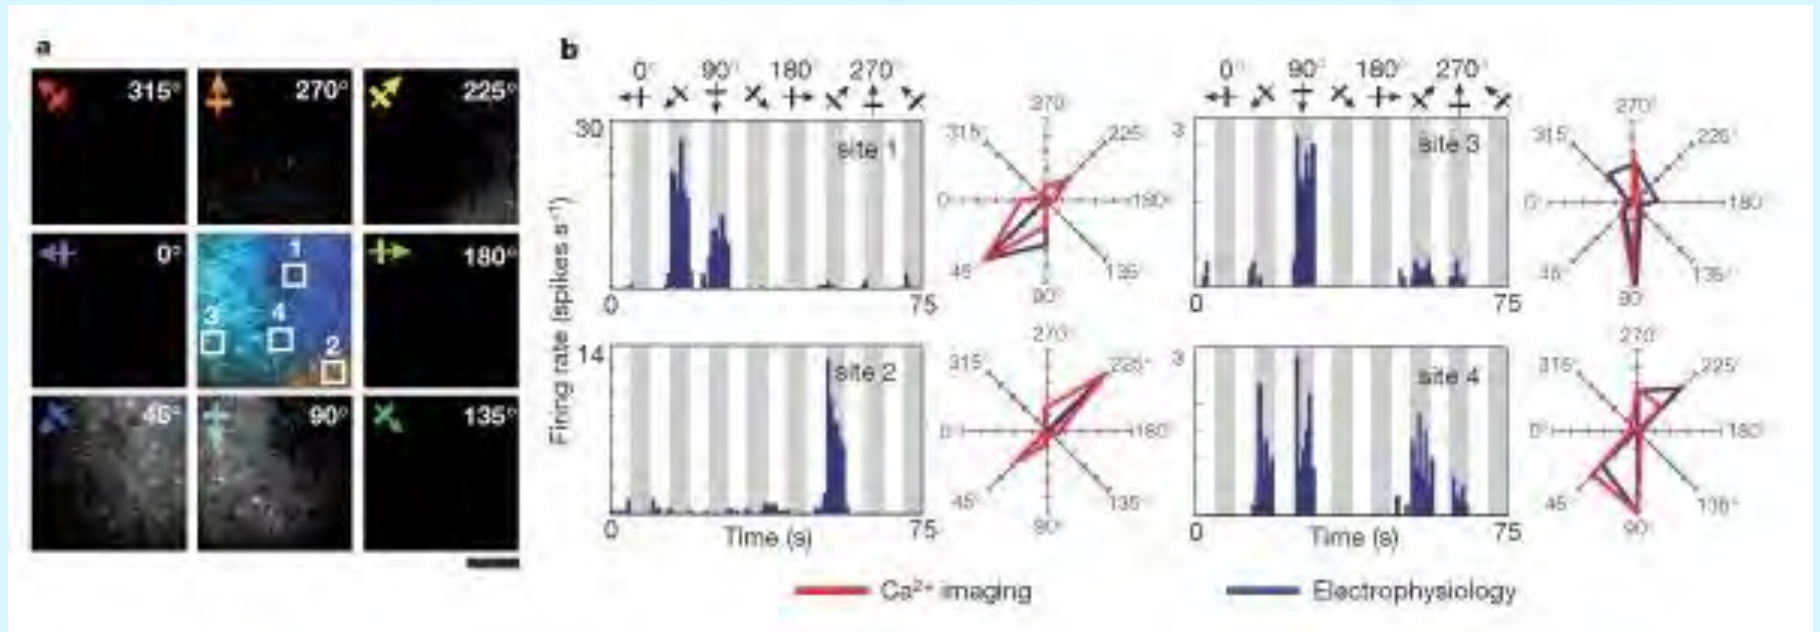 a
315° 270° 225°
0° 180°
1
3 4
2
45° 90° 135°
b
0° 90° 180° 270°
30
site 1
0 75
270°
315° 225°
0° 180°
45° 135°
90°
0° 90° 180° 270°
3
site 3
0 75
270°
315° 225°
0° 180°
45° 135°
90°
Firing rate (spikes s⁻¹)
14
site 2
0 75
Time (s)
270°
315° 225°
0° 180°
45° 135°
90°
3
site 4
0 75
Time (s)
270°
315° 225°
0° 180°
45° 135°
90°
Ca²⁺ imaging
Electrophysiology